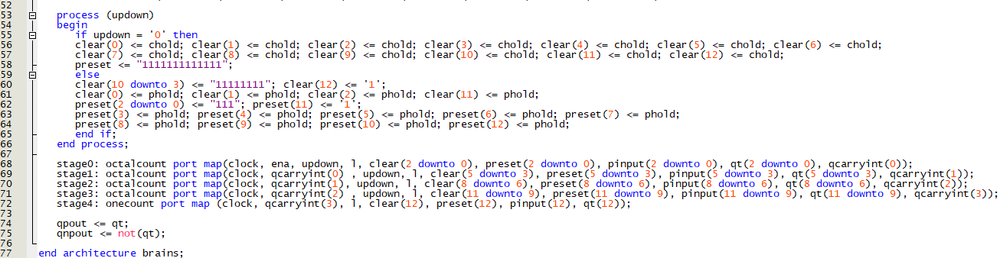 52
53 process (updown)
54 begin
55 if updown = '0' then
56 clear(0) <= chold; clear(1) <= chold; clear(2) <= chold; clear(3) <= chold; clear(4) <= chold; clear(5) <= chold; clear(6) <= chold;
57 clear(7) <= chold; clear(8) <= chold; clear(9) <= chold; clear(10) <= chold; clear(11) <= chold; clear(12) <= chold;
58 preset <= "1111111111111";
59 else
60 clear(10 downto 3) <= "11111111"; clear(12) <= '1';
61 clear(0) <= phold; clear(1) <= phold; clear(2) <= phold; clear(11) <= phold;
62 preset(2 downto 0) <= "111"; preset(11) <= '1';
63 preset(3) <= phold; preset(4) <= phold; preset(5) <= phold; preset(6) <= phold; preset(7) <= phold;
64 preset(8) <= phold; preset(9) <= phold; preset(10) <= phold; preset(12) <= phold;
65 end if;
66 end process;
67
68 stage0: octalcount port map(clock, ena, updown, l, clear(2 downto 0), preset(2 downto 0), pinput(2 downto 0), qt(2 downto 0), qcarryint(0));
69 stage1: octalcount port map(clock, qcarryint(0) , updown, l, clear(5 downto 3), preset(5 downto 3), pinput(5 downto 3), qt(5 downto 3), qcarryint(1));
70 stage2: octalcount port map(clock, qcarryint(1), updown, l, clear(8 downto 6), preset(8 downto 6), pinput(8 downto 6), qt(8 downto 6), qcarryint(2));
71 stage3: octalcount port map(clock, qcarryint(2) , updown, l, clear(11 downto 9), preset(11 downto 9), pinput(11 downto 9), qt(11 downto 9), qcarryint(3));
72 stage4: onecount port map (clock, qcarryint(3), l, clear(12), preset(12), pinput(12), qt(12));
73
74 qpout <= qt;
75 qnpout <= not(qt);
76
77 end architecture brains;